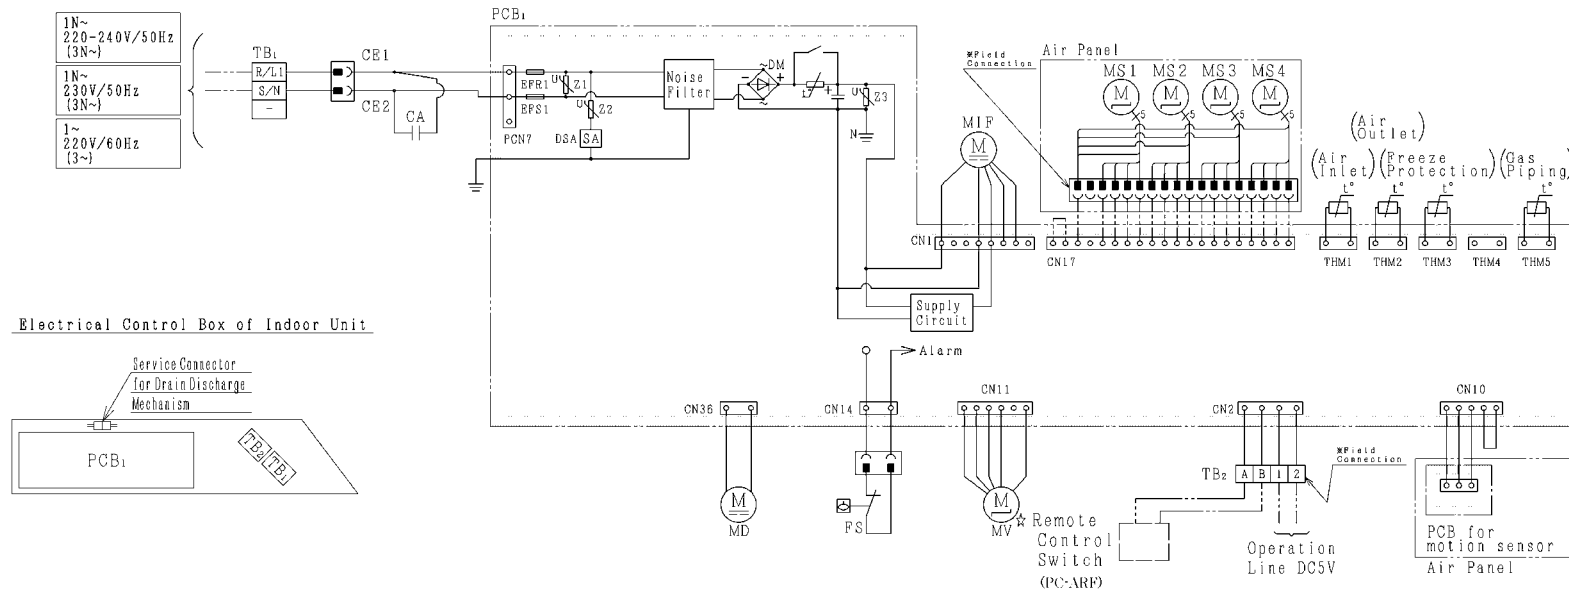 PCB1
1N~
220-240V/50Hz
(3N~)
1N~
230V/50Hz
(3N~)
1~
220V/60Hz
(3~)
TB1
R/L1
S/N
-
CE1
CE2
CA
EFR1
EFS1
PCN7
U
Z1
U
Z2
DSA
SA
Noise
Filter
~DM
-
+
~
t°
+
U
Z3
N
MIF
M
CN1
※Field
Connection
Air Panel
MS1
MS2
MS3
MS4
M
M
M
M
5
5
5
5
CN17
(Air
Outlet)
(Air
Inlet)
(Freeze
Protection)
(Gas
Piping)
t°
t°
t°
t°
THM1
THM2
THM3
THM4
THM5
Supply
Circuit
Alarm
Electrical Control Box of Indoor Unit
Service Connector
for Drain Discharge
Mechanism
PCB1
TB2
TB1
CN36
CN14
CN11
CN2
CN10
M
MD
FS
M
MV
☆Remote
Control
Switch
(PC-ARF)
TB2
A
B
1
2
※Field
Connection
Operation
Line DC5V
PCB for
motion sensor
Air Panel